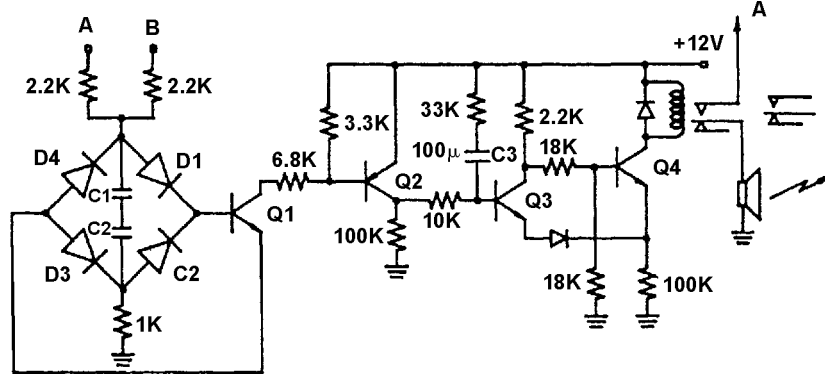 A
B
A
+12V
2.2K
2.2K
3.3K
33K
2.2K
D4
D1
6.8K
100µ
C3
18K
C1
Q2
Q4
Q1
10K
Q3
C2
D3
C2
100K
18K
100K
1K